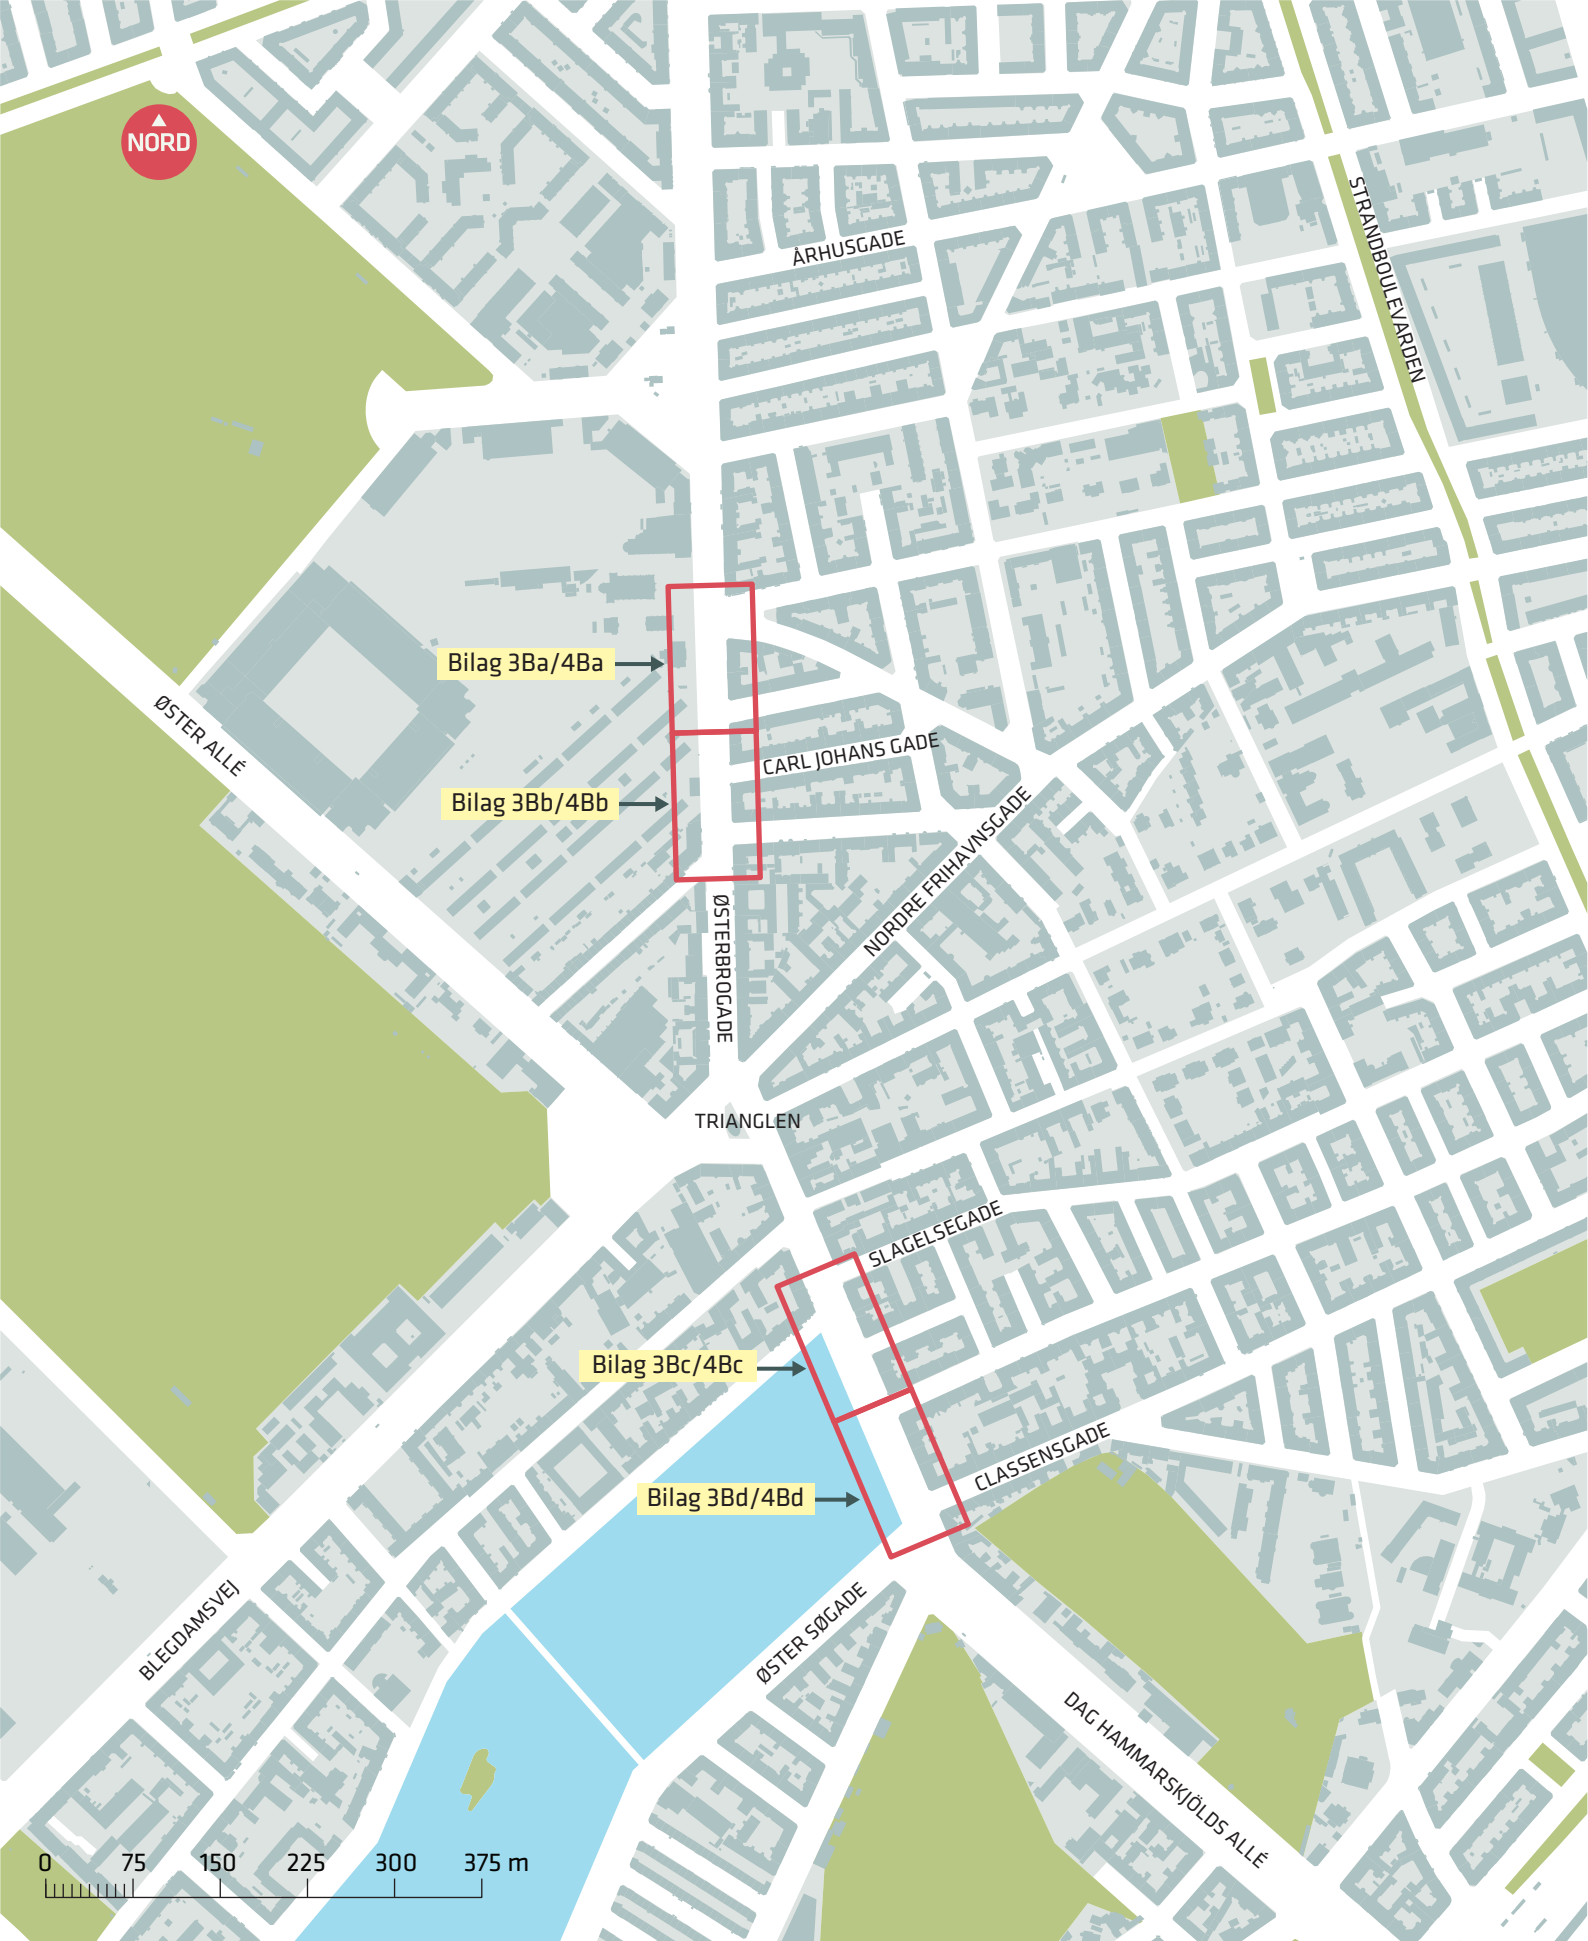 NORD
STRANDBOULEVARDEN
ÅRHUSGADE
Bilag 3Ba/4Ba
ØSTER ALLÉ
CARL JOHANS GADE
Bilag 3Bb/4Bb
NORDRE FRIHAVNSGADE
ØSTERBROGADE
TRIANGLEN
SLAGELSEGADE
Bilag 3Bc/4Bc
CLASSENSGADE
Bilag 3Bd/4Bd
BLEGDAMSVEJ
ØSTER SØGADE
DAG HAMMARSKJÖLDS ALLÉ
0 75 150 225 300 375 m